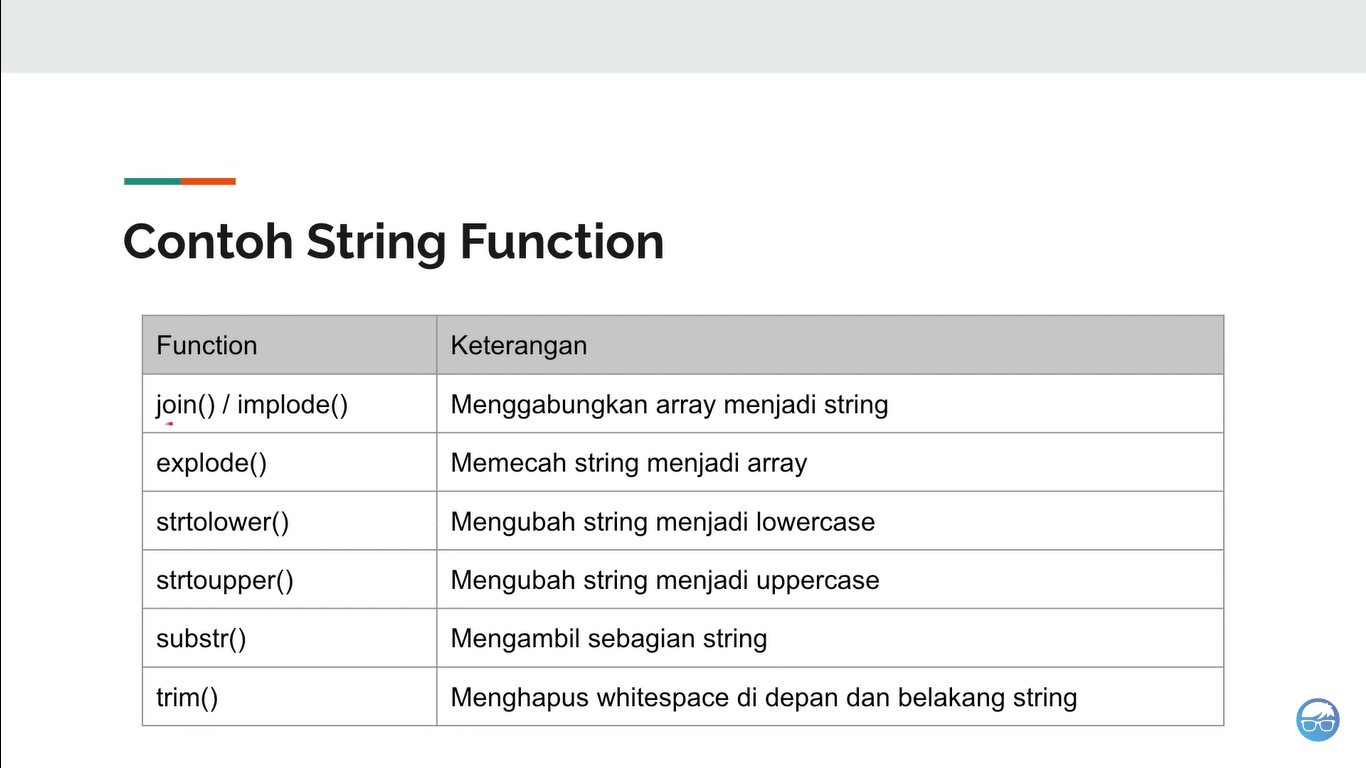 Contoh String Function
Function Keterangan
join() / implode() Menggabungkan array menjadi string
explode() Memecah string menjadi array
strtolower() Mengubah string menjadi lowercase
strtoupper() Mengubah string menjadi uppercase
substr() Mengambil sebagian string
trim() Menghapus whitespace di depan dan belakang string